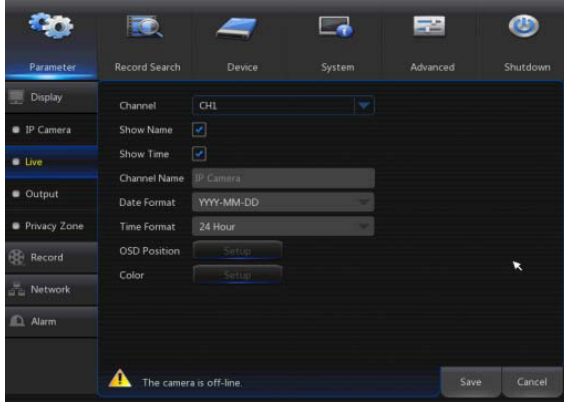 Parameter Record Search Device System Advanced Shutdown
Display
IP Camera
Live
Output
Privacy Zone
Record
Network
Alarm
Channel CH1
Show Name
Show Time
Channel Name IP Camera
Date Format YYYY-MM-DD
Time Format 24 Hour
OSD Position Setup
Color Setup
The camera is off-line.
Save Cancel